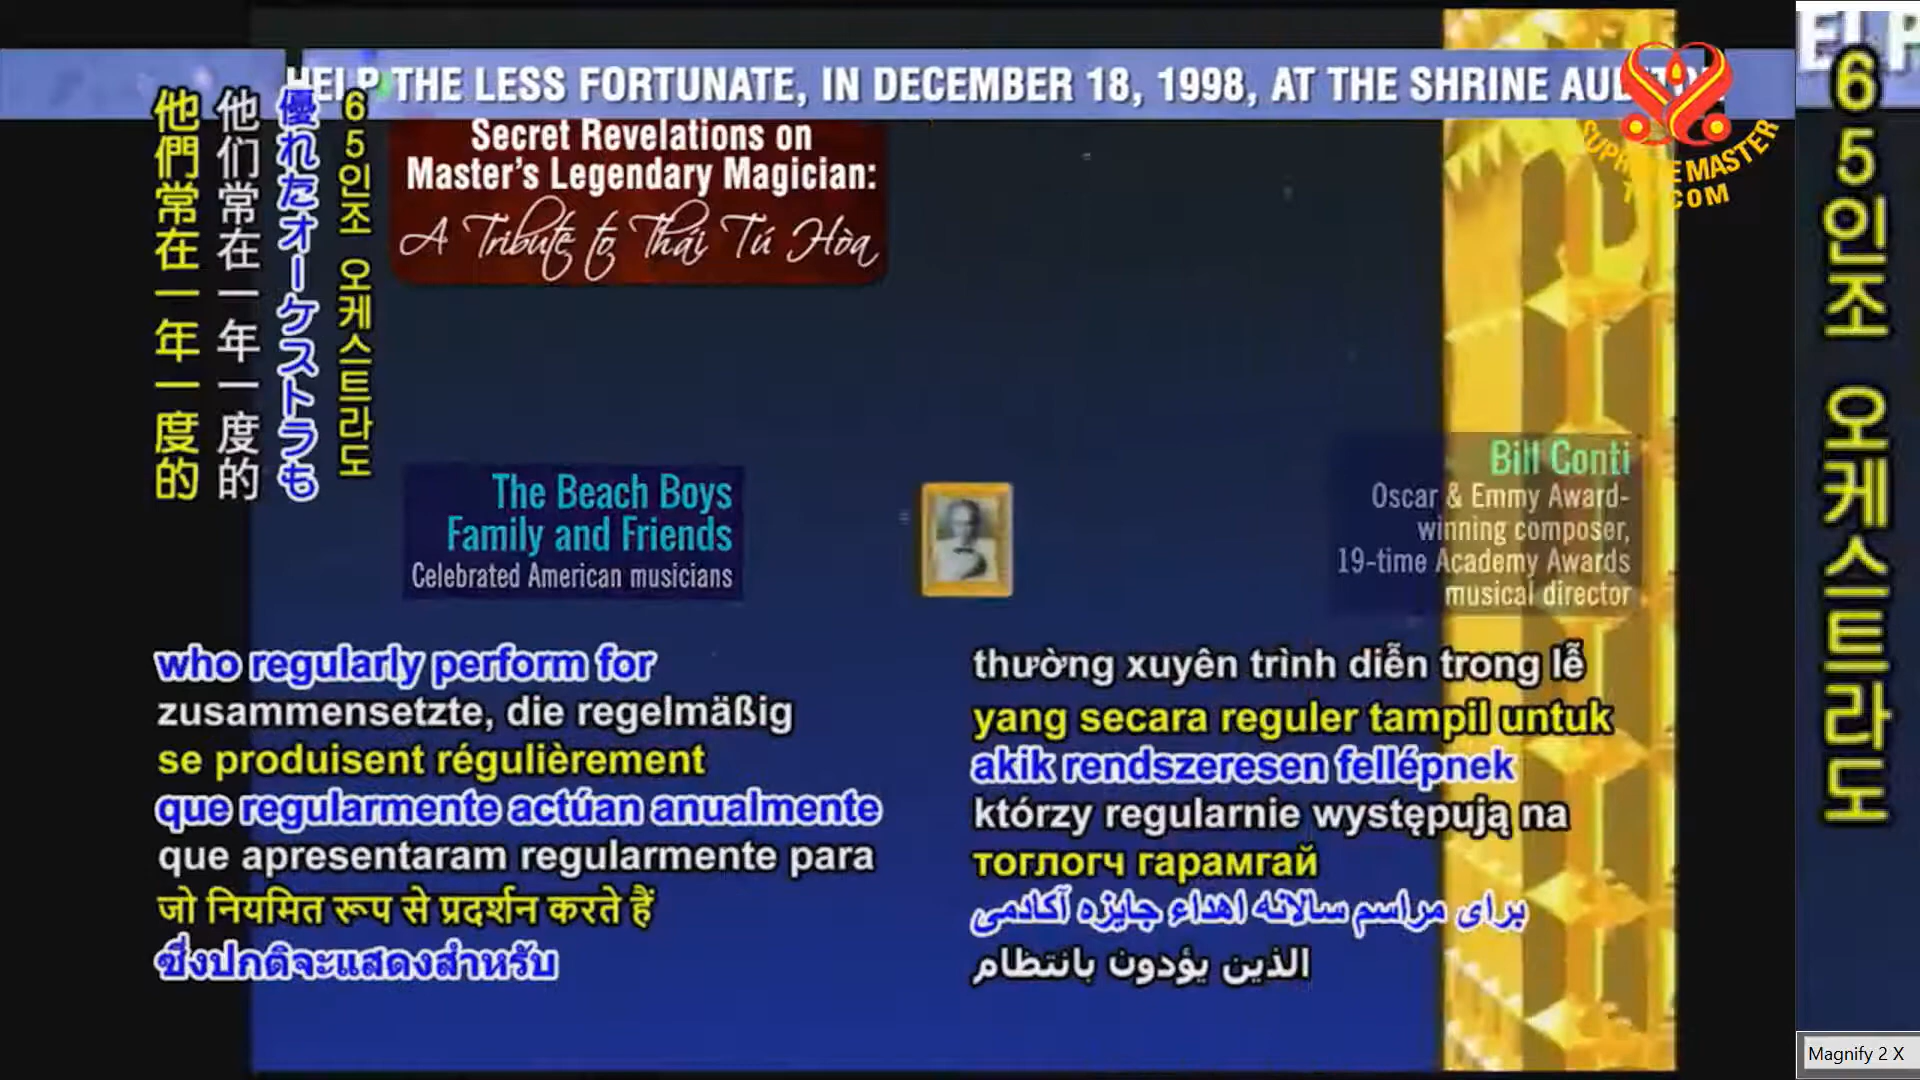 HELP THE LESS FORTUNATE, IN DECEMBER 18, 1998, AT THE SHRINE
Secret Revelations on
Master's Legendary Magician:
A Tribute to Thái Tú Hòa
SUPREME MASTER
TV.COM
他們常在一年一度的
他们常在一年一度的
優れたオーケストラも
65인조 오케스트라도
The Beach Boys
Family and Friends
Celebrated American musicians
Bill Conti
Oscar & Emmy Award-
winning composer,
19-time Academy Awards
musical director
who regularly perform for
zusammensetzte, die regelmäßig
se produisent régulièrement
que regularmente actúan anualmente
que apresentaram regularmente para
जो नियमित रूप से प्रदर्शन करते हैं
ซึ่งปกติจะแสดงสำหรับ
thường xuyên trình diễn trong lễ
yang secara reguler tampil untuk
akik rendszeresen fellépnek
którzy regularnie występują na
тоглогч гарамгай
برای مراسم سالانه اهداء جایزه آکادمی
الذين يؤدون بانتظام
65인조 오케스트라도
Magnify 2 X